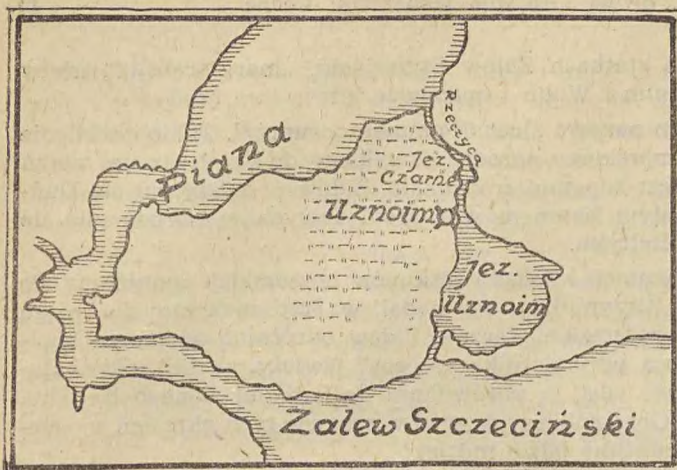 Piana
Rzeczyca
Jez.
Czarne
Uznoim
Jez.
Uznoim
Zalew Szczeciński